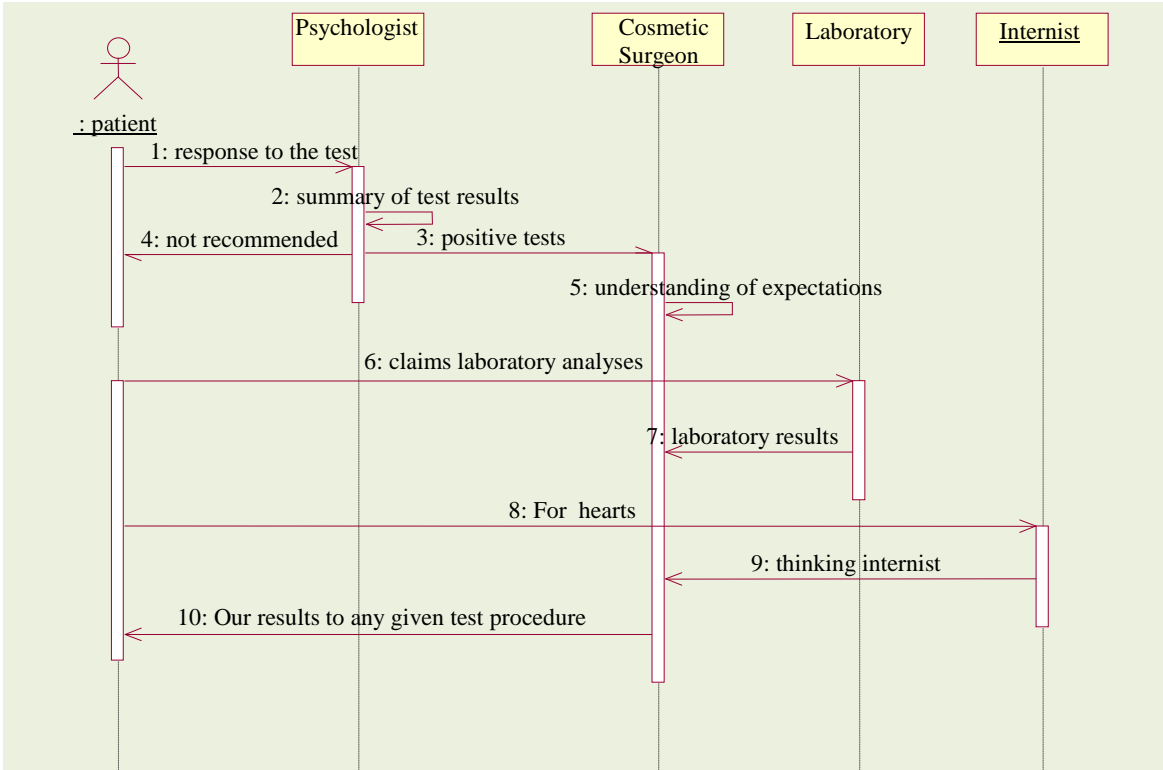 Psychologist
Cosmetic
Surgeon
Laboratory
Internist
: patient
1: response to the test
2: summary of test results
4: not recommended
3: positive tests
5: understanding of expectations
6: claims laboratory analyses
7: laboratory results
8: For  hearts
9: thinking internist
10: Our results to any given test procedure